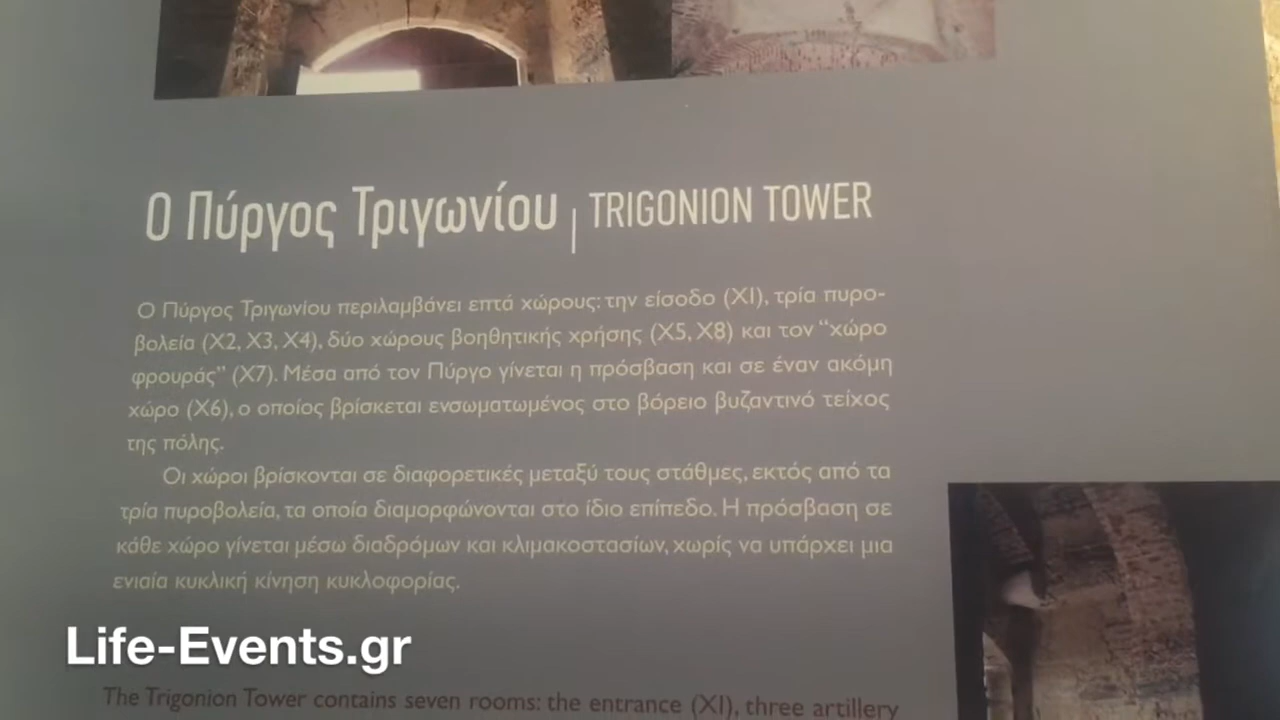 Ο Πύργος Τριγωνίου | TRIGONION TOWER
Ο Πύργος Τριγωνίου περιλαμβάνει επτά χώρους: την είσοδο (Χ1), τρία πυρο-
βολεία (Χ2, Χ3, Χ4), δύο χώρους βοηθητικής χρήσης (Χ5, Χ8) και τον “χώρο
φρουράς” (Χ7). Μέσα από τον Πύργο γίνεται η πρόσβαση και σε έναν ακόμη
χώρο (Χ6), ο οποίος βρίσκεται ενσωματωμένος στο βόρειο βυζαντινό τείχος
της πόλης.
Οι χώροι βρίσκονται σε διαφορετικές μεταξύ τους στάθμες, εκτός από τα
τρία πυροβολεία, τα οποία διαμορφώνονται στο ίδιο επίπεδο. Η πρόσβαση σε
κάθε χώρο γίνεται μέσω διαδρόμων και κλιμακοστασίων, χωρίς να υπάρχει μια
ενιαία κυκλική κίνηση κυκλοφορίας.
Life-Events.gr
The Trigonion Tower contains seven rooms: the entrance (X1), three artillery